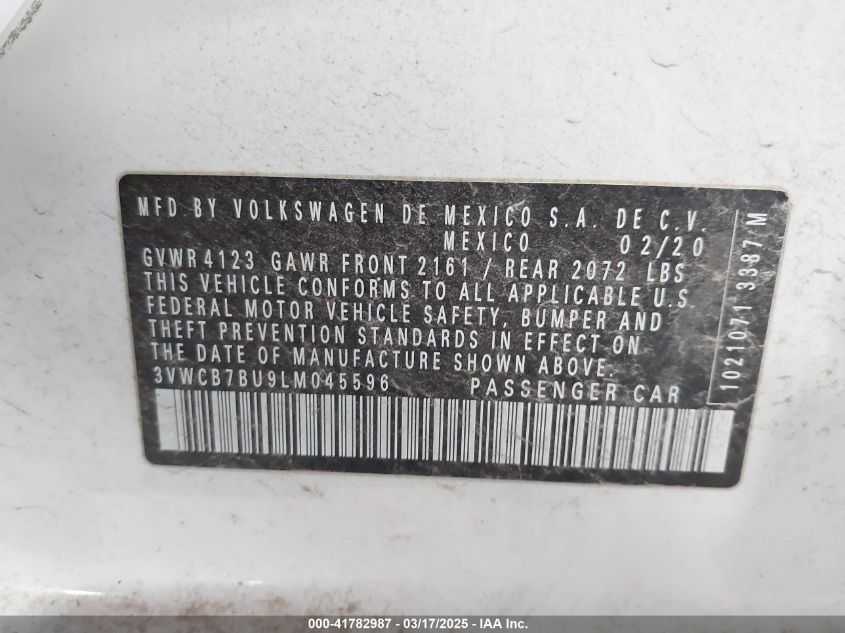 MFD BY VOLKSWAGEN DE MEXICO S.A. DE C.V.
MEXICO 02/20
GVWR 4123 GAWR FRONT 2161 / REAR 2072 LBS
THIS VEHICLE CONFORMS TO ALL APPLICABLE U.S
FEDERAL MOTOR VEHICLE SAFETY, BUMPER AND
THEFT PREVENTION STANDARDS IN EFFECT ON
THE DATE OF MANUFACTURE SHOWN ABOVE.
3VWCB7BU9LM045596 PASSENGER CAR
1021071 3387 M
000-41782987 - 03/17/2025 - IAA Inc.